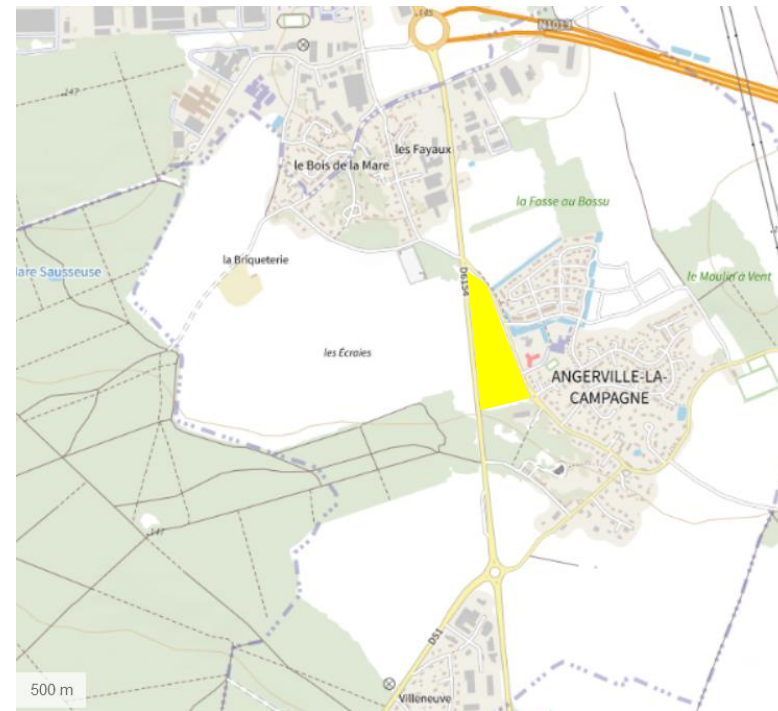 145
N1013
147
les Fayaux
le Bois de la Mare
la Fosse au Bossu
la Briqueterie
Mare Sausseuse
D6154
le Moulin à Vent
les Écraies
ANGERVILLE-LA-
CAMPAGNE
147
D51
500 m
Villeneuve